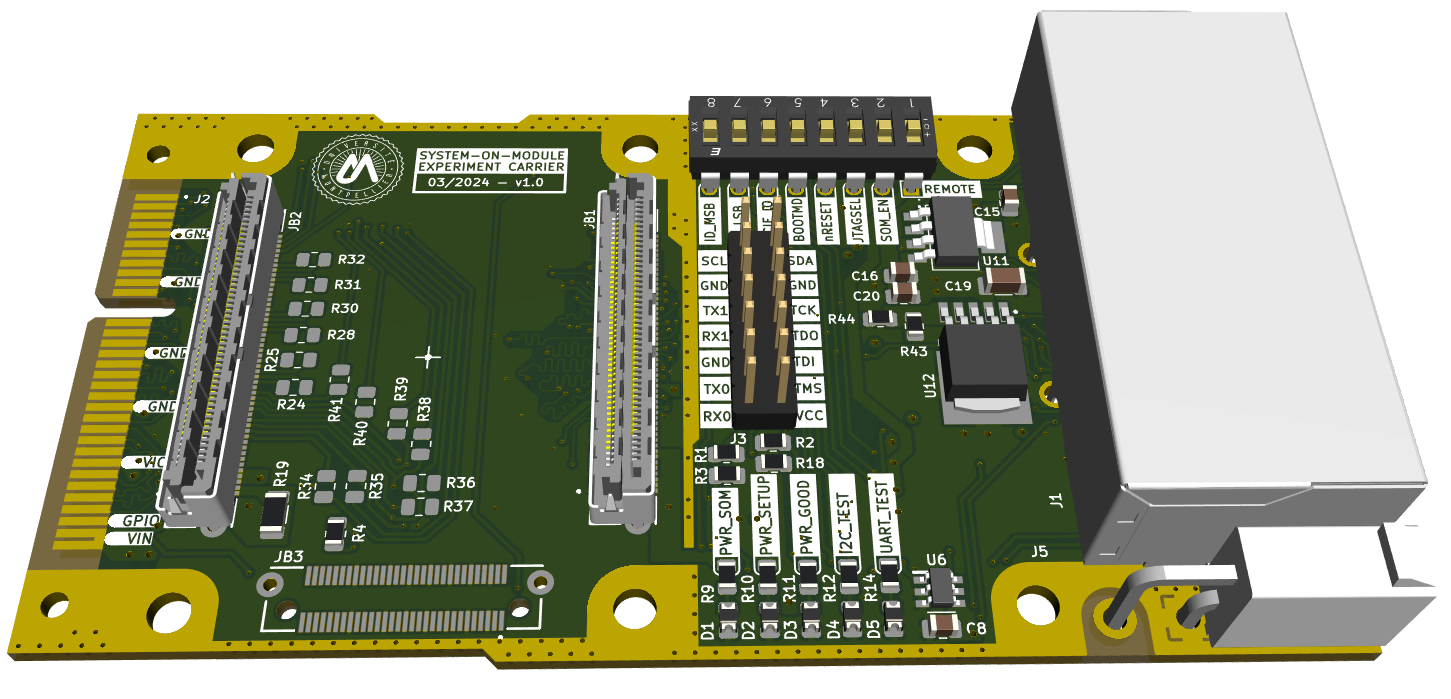 8 7 6 5 4 3 2 1
E
UNIVERSITE
MONTPELLIER
SYSTEM-ON-MODULE
EXPERIMENT CARRIER
03/2024 — v1.0
REMOTE
J2
JB2
JB1
ID_MSB
BOOTMD
nRESET
JTAGSEL
SOM_EN
C15
U11
GND
GND
GND
GND
GPIO
VIN
R32
R31
R30
R28
R25
R24
R41
R40
R39
R38
R19
R34
R35
R36
R37
R4
JB3
SCL
GND
TX1
RX1
GND
TX0
RX0
SDA
GND
TCK
TDO
TDI
TMS
VCC
C16
C20
C19
R44
R43
U12
J3
R1
R3
R2
R18
PWR_SOM
PWR_SETUP
PWR_GOOD
I2C_TEST
UART_TEST
R9
R10
R11
R12
R14
D1
D2
D3
D4
D5
U6
C8
J1
J5